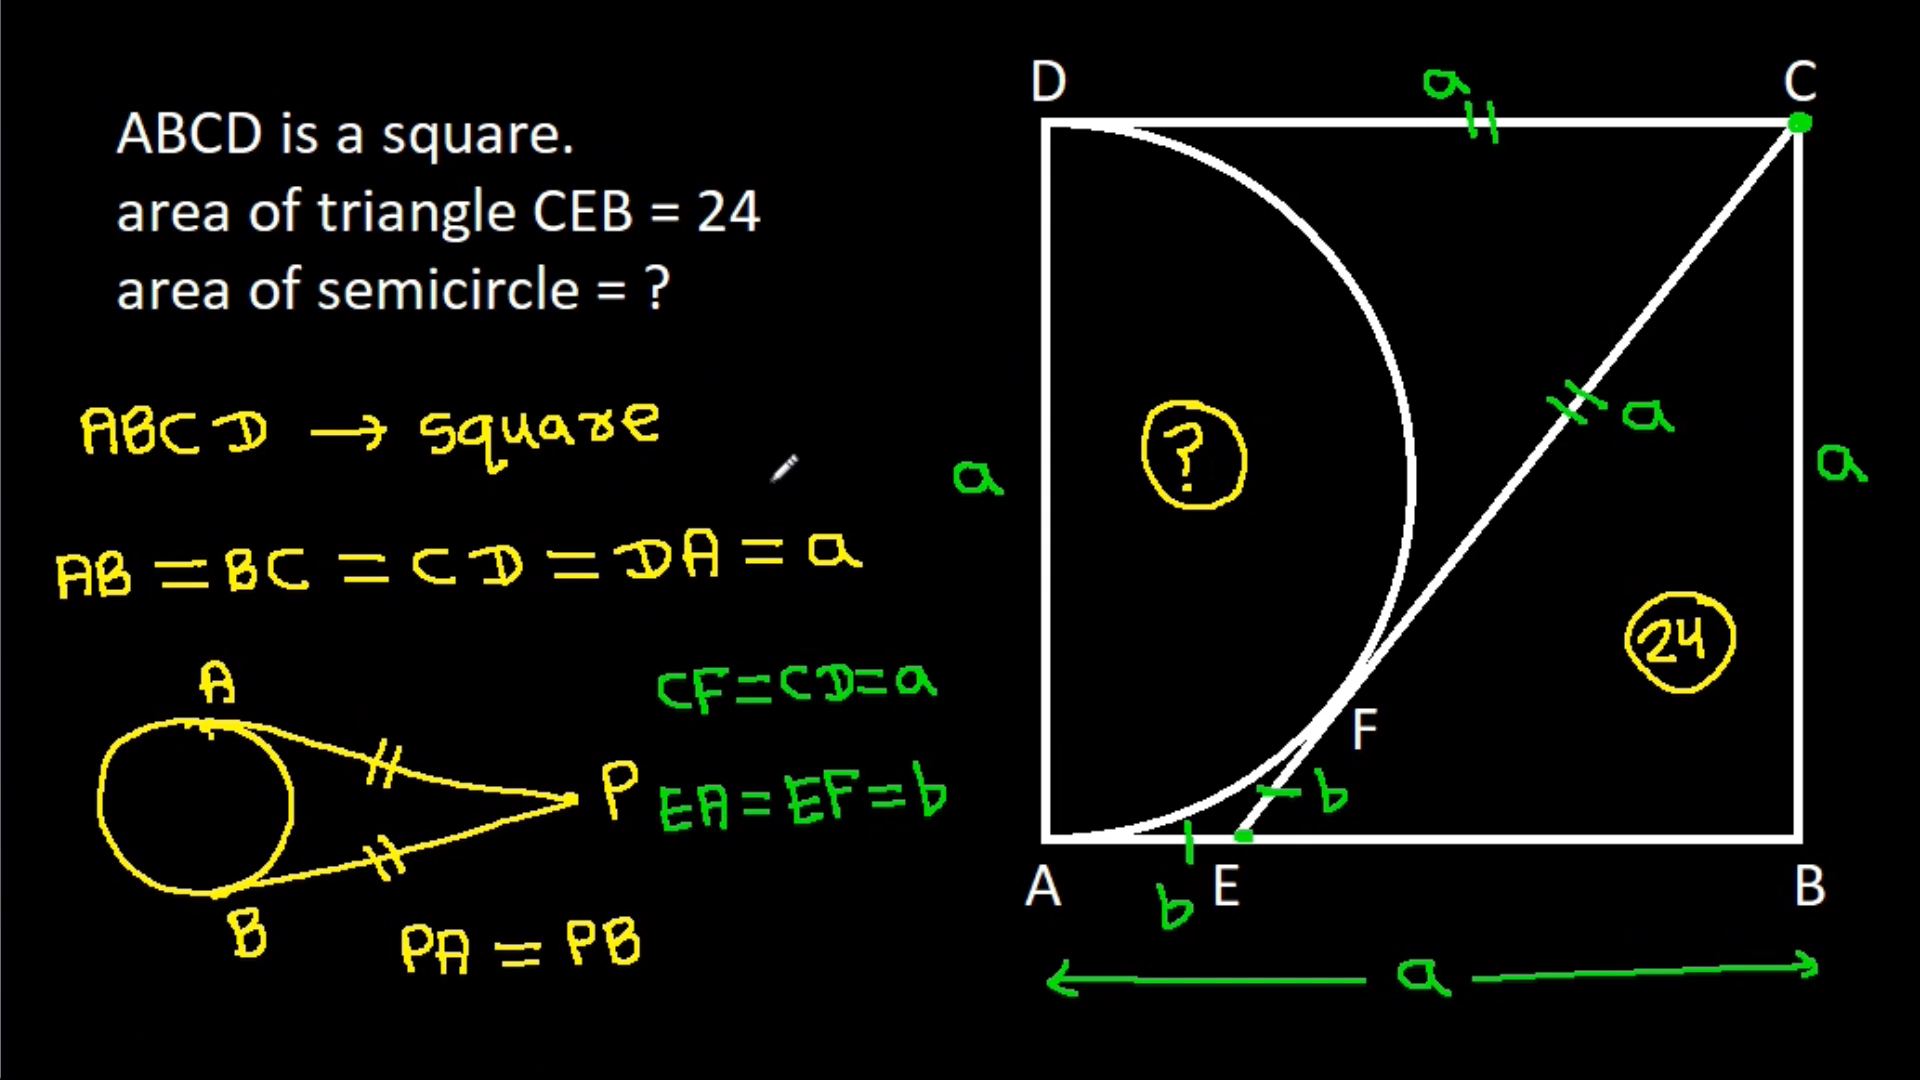 ABCD is a square.
area of triangle CEB = 24
area of semicircle = ?
ABCD → square
AB = BC = CD = DA = a
A
P
B
PA = PB
CF = CD = a
EA = EF = b
D
a
C
a
?
a
a
24
F
b
A
b
E
B
a